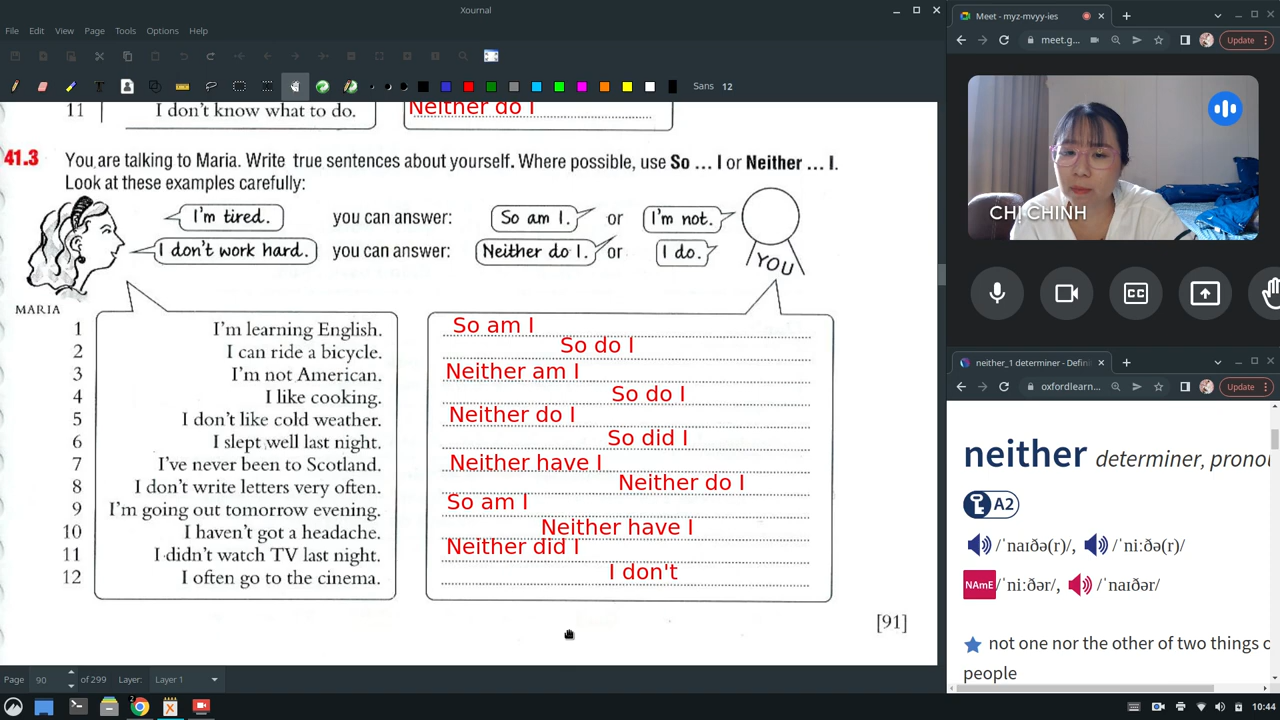 Xournal
File Edit View Page Tools Options Help
Sans 12
11 I don't know what to do. Neither do I
41.3 You are talking to Maria. Write true sentences about yourself. Where possible, use So ... I or Neither ... I.
Look at these examples carefully:
I'm tired. you can answer: So am I. or I'm not.
I don't work hard. you can answer: Neither do I. or I do.
YOU
MARIA
1 I'm learning English. So am I
2 I can ride a bicycle. So do I
3 I'm not American. Neither am I
4 I like cooking. So do I
5 I don't like cold weather. Neither do I
6 I slept well last night. So did I
7 I've never been to Scotland. Neither have I
8 I don't write letters very often. Neither do I
9 I'm going out tomorrow evening. So am I
10 I haven't got a headache. Neither have I
11 I didn't watch TV last night. Neither did I
12 I often go to the cinema. I don't
[91]
Page 90 of 299 Layer: Layer 1
Meet - myz-mvyy-ies
meet.g... Update
CHỊ CHINH
CC
neither_1 determiner - Defini
oxfordlearn... Update
neither determiner, pronou
A2
/ˈnaɪðə(r)/, /ˈniːðə(r)/
NAmE /ˈniːðər/, /ˈnaɪðər/
not one nor the other of two things o
people
2
10:44